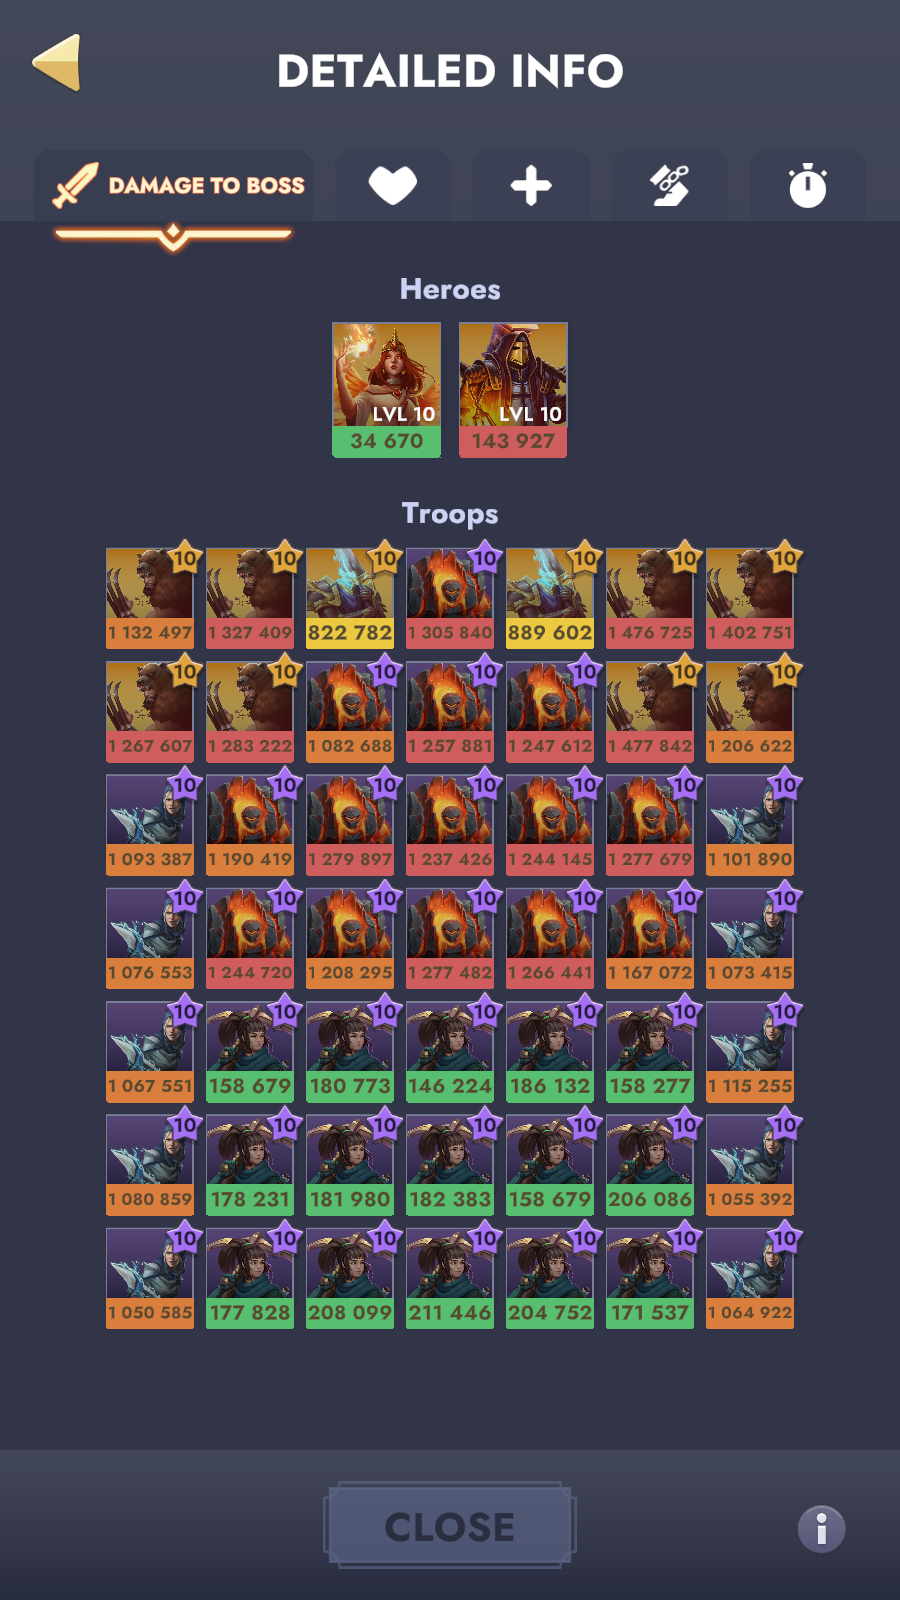 DETAILED INFO
DAMAGE TO BOSS
Heroes
LVL 10 LVL 10
34 670 143 927
Troops
10 10 10 10 10 10 10
1 132 497 1 327 409 822 782 1 305 840 889 602 1 476 725 1 402 751
10 10 10 10 10 10 10
1 267 607 1 283 222 1 082 688 1 257 881 1 247 612 1 477 842 1 206 622
10 10 10 10 10 10 10
1 093 387 1 190 419 1 279 897 1 237 426 1 244 145 1 277 679 1 101 890
10 10 10 10 10 10 10
1 076 553 1 244 720 1 208 295 1 277 482 1 266 441 1 167 072 1 073 415
10 10 10 10 10 10 10
1 067 551 158 679 180 773 146 224 186 132 158 277 1 115 255
10 10 10 10 10 10 10
1 080 859 178 231 181 980 182 383 158 679 206 086 1 055 392
10 10 10 10 10 10 10
1 050 585 177 828 208 099 211 446 204 752 171 537 1 064 922
CLOSE